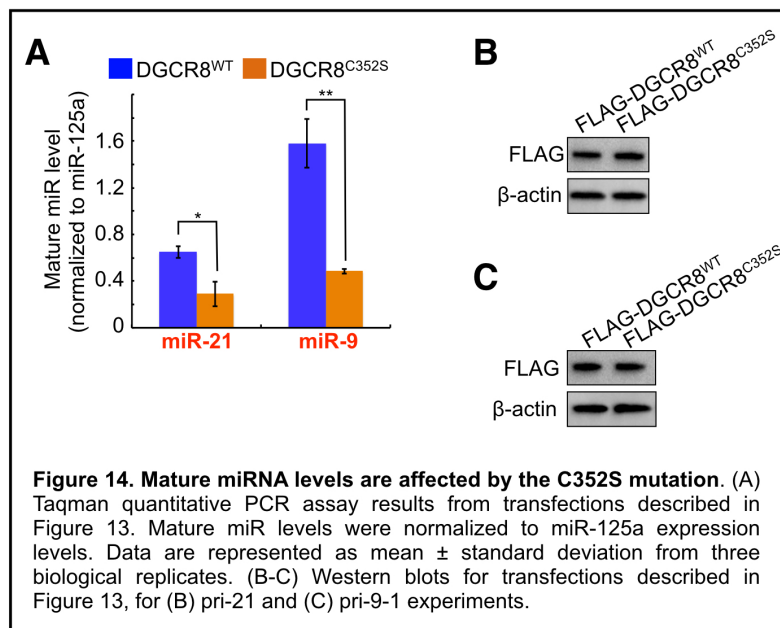 A
DGCR8WT DGCR8C352S
Mature miR level
(normalized to miR-125a)
1.6
1.2
0.8
0.4
0
*
**
miR-21 miR-9
B
FLAG-DGCR8WT
FLAG-DGCR8C352S
FLAG
β-actin
C
FLAG-DGCR8WT
FLAG-DGCR8C352S
FLAG
β-actin
Figure 14. Mature miRNA levels are affected by the C352S mutation. (A)
Taqman quantitative PCR assay results from transfections described in
Figure 13. Mature miR levels were normalized to miR-125a expression
levels. Data are represented as mean ± standard deviation from three
biological replicates. (B-C) Western blots for transfections described in
Figure 13, for (B) pri-21 and (C) pri-9-1 experiments.